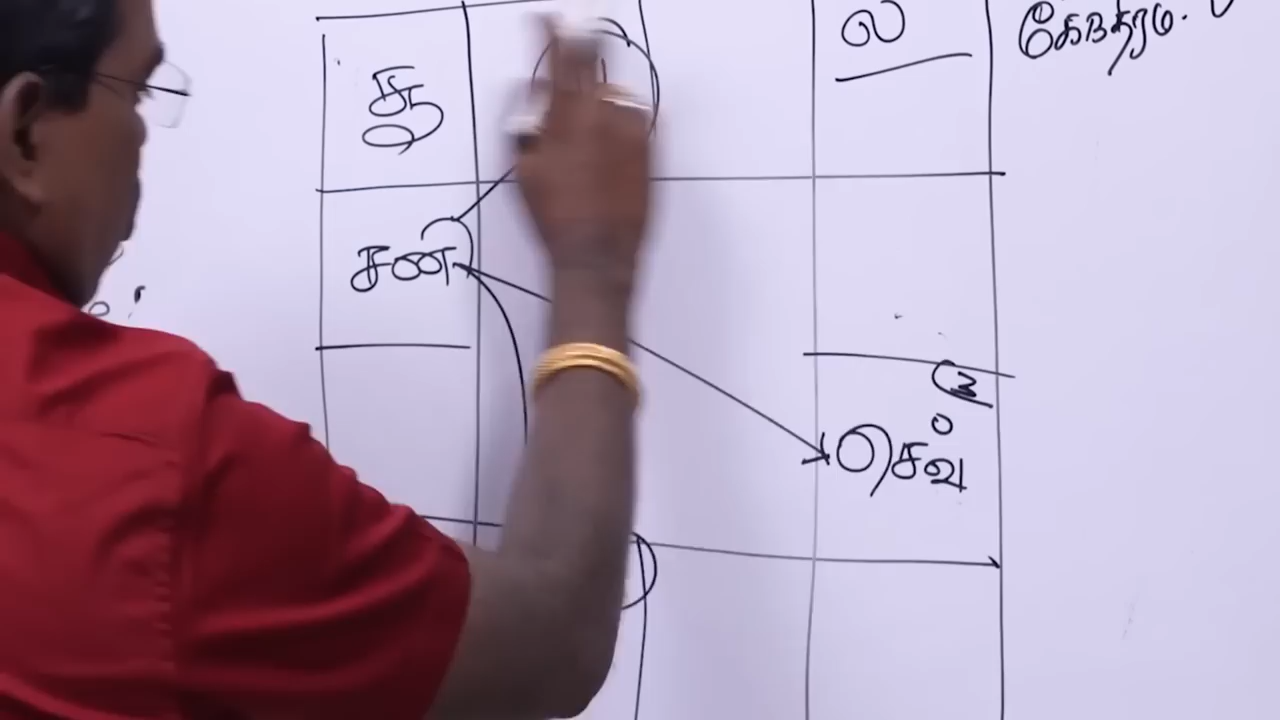 ல
கேந்திரம்.
கு
சனி
செவ்